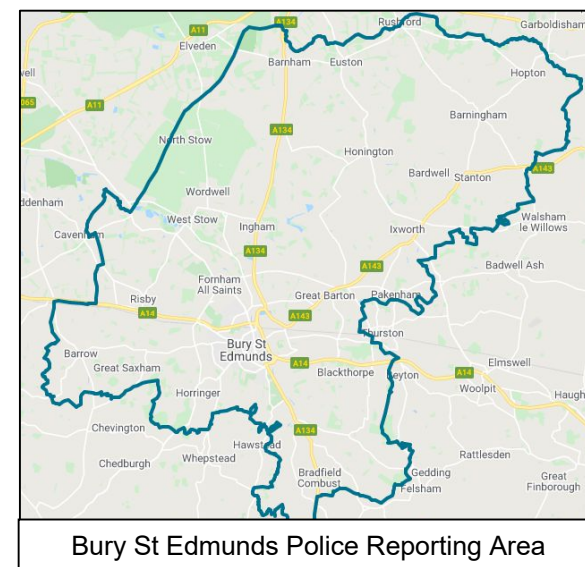 Rushford
Garboldisham
A134
A11
Elveden
Barnham
Euston
Hopton
A11
Barningham
A134
North Stow
Honington
A143
Bardwell
Stanton
Wordwell
West Stow
Walsham
le Willows
Ingham
Ixworth
A134
Badwell Ash
Fornham
All Saints
A143
Risby
Great Barton
Pakenham
A14
A143
Thurston
Bury St
Edmunds
Barrow
A14
Elmswell
Great Saxham
Blackthorpe
A14
Woolpit
Horringer
Chevington
A134
Hawstead
Whepstead
Rattlesden
Chedburgh
Bradfield
Combust
Gedding
Felsham
Great
Finborough
Bury St Edmunds Police Reporting Area